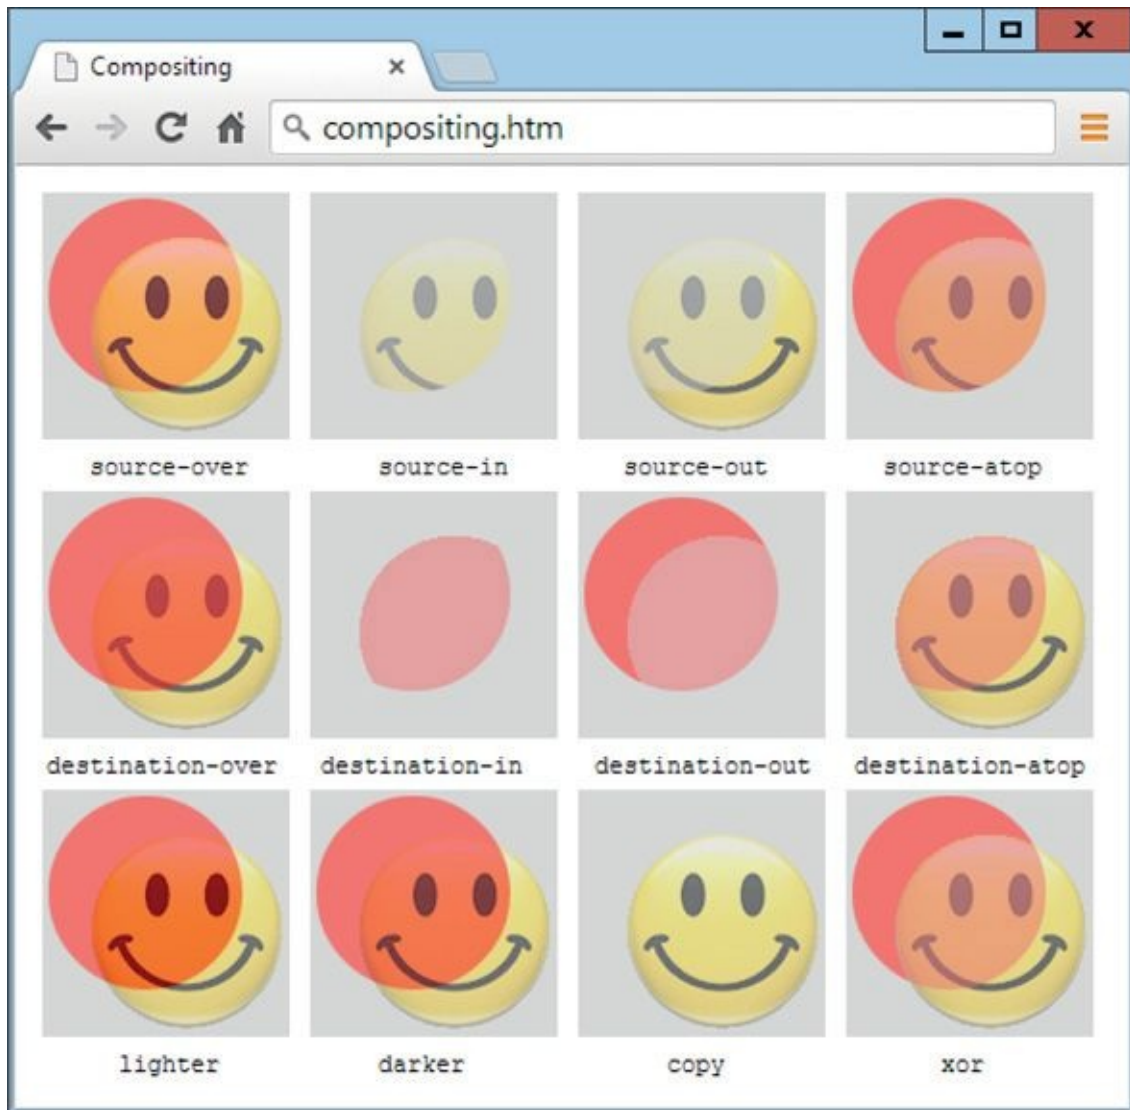 Compositing
compositing.htm
source-over source-in source-out source-atop
destination-over destination-in destination-out destination-atop
lighter darker copy xor